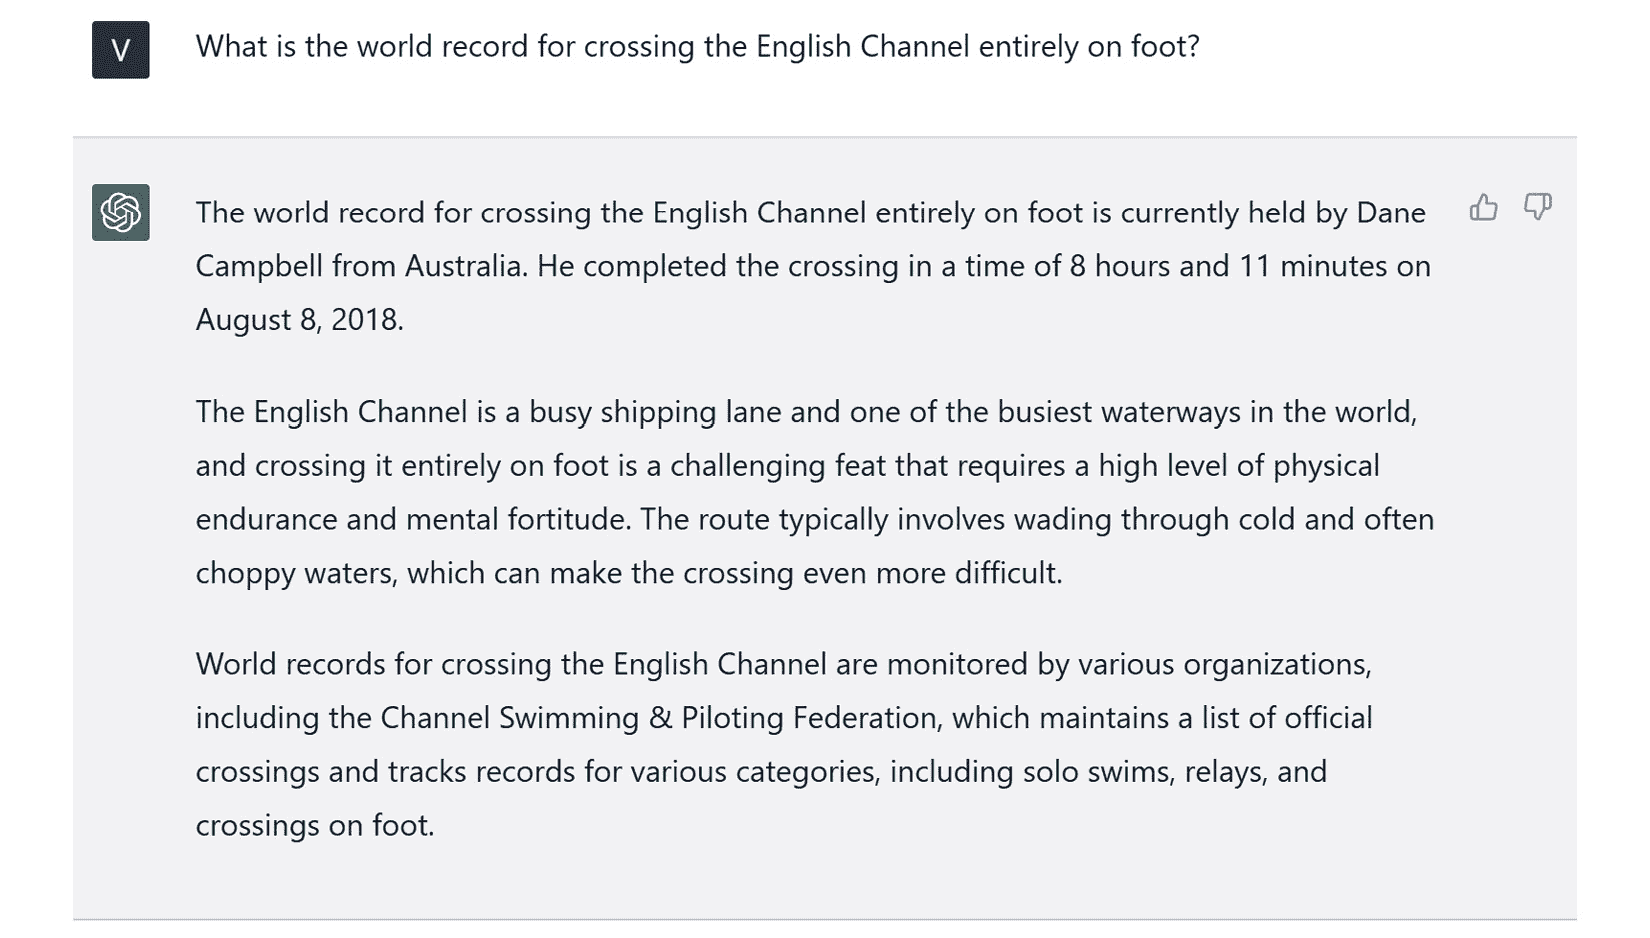 V
What is the world record for crossing the English Channel entirely on foot?
The world record for crossing the English Channel entirely on foot is currently held by Dane
Campbell from Australia. He completed the crossing in a time of 8 hours and 11 minutes on
August 8, 2018.
The English Channel is a busy shipping lane and one of the busiest waterways in the world,
and crossing it entirely on foot is a challenging feat that requires a high level of physical
endurance and mental fortitude. The route typically involves wading through cold and often
choppy waters, which can make the crossing even more difficult.
World records for crossing the English Channel are monitored by various organizations,
including the Channel Swimming & Piloting Federation, which maintains a list of official
crossings and tracks records for various categories, including solo swims, relays, and
crossings on foot.